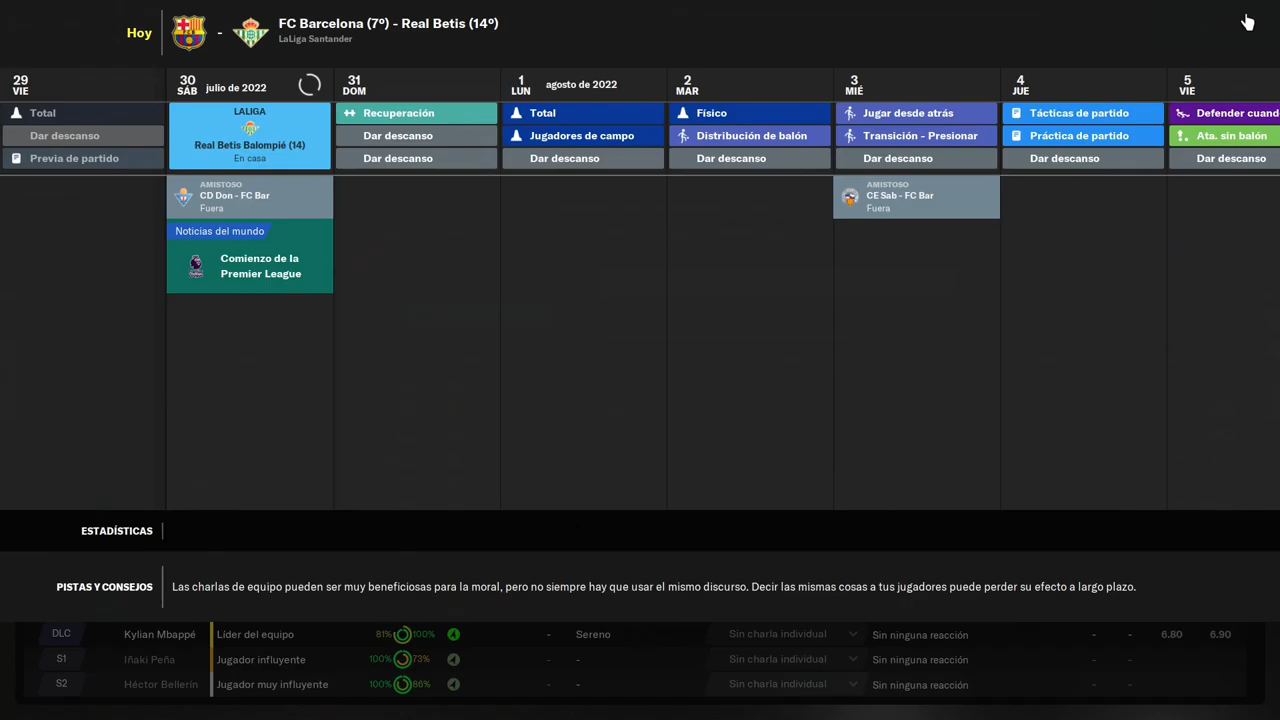 Hoy
FC Barcelona (7º) - Real Betis (14º)
LaLiga Santander
29
VIE
30
SÁB julio de 2022
31
DOM
1
LUN agosto de 2022
2
MAR
3
MIÉ
4
JUE
5
VIE
Total
Dar descanso
Previa de partido
LALIGA
Real Betis Balompié (14)
En casa
Recuperación
Dar descanso
Dar descanso
Total
Jugadores de campo
Dar descanso
Físico
Distribución de balón
Dar descanso
Jugar desde atrás
Transición - Presionar
Dar descanso
Tácticas de partido
Práctica de partido
Dar descanso
Defender cuand
Ata. sin balón
Dar descanso
AMISTOSO
CD Don - FC Bar
Fuera
AMISTOSO
CE Sab - FC Bar
Fuera
Noticias del mundo
Comienzo de la
Premier League
ESTADÍSTICAS
PISTAS Y CONSEJOS Las charlas de equipo pueden ser muy beneficiosas para la moral, pero no siempre hay que usar el mismo discurso. Decir las mismas cosas a tus jugadores puede perder su efecto a largo plazo.
DLC Kylian Mbappé Líder del equipo 81% 100% - Sereno Sin charla individual Sin ninguna reacción - - 6.80 6.90
S1 Iñaki Peña Jugador influyente 100% 73% - - Sin charla individual Sin ninguna reacción - -
S2 Héctor Bellerín Jugador muy influyente 100% 86% - - Sin charla individual Sin ninguna reacción - -